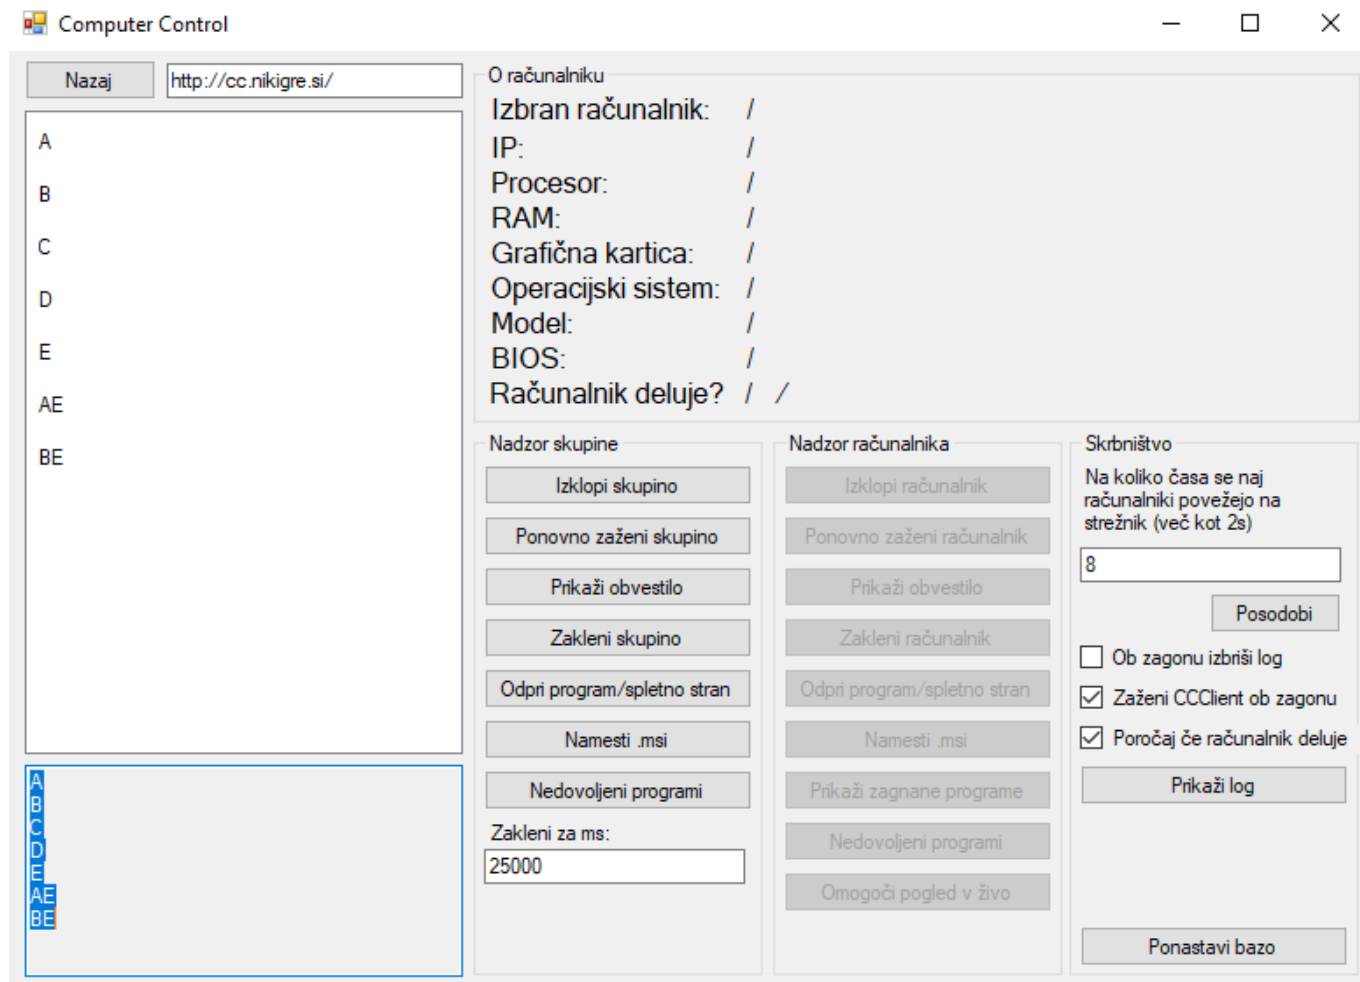 Computer Control
Nazaj
http://cc.nikigre.si/
A
B
C
D
E
AE
BE
A
B
C
D
E
AE
BE
O računalniku
Izbran računalnik: /
IP: /
Procesor: /
RAM: /
Grafična kartica: /
Operacijski sistem: /
Model: /
BIOS: /
Računalnik deluje? / /
Nadzor skupine
Izklopi skupino
Ponovno zaženi skupino
Prikaži obvestilo
Zakleni skupino
Odpri program/spletno stran
Namesti .msi
Nedovoljeni programi
Zakleni za ms:
25000
Nadzor računalnika
Izklopi računalnik
Ponovno zaženi računalnik
Prikaži obvestilo
Zakleni računalnik
Odpri program/spletno stran
Namesti .msi
Prikaži zagnane programe
Nedovoljeni programi
Omogoči pogled v živo
Skrbništvo
Na koliko časa se naj
računalniki povežejo na
strežnik (več kot 2s)
8
Posodobi
Ob zagonu izbriši log
Zaženi CCClient ob zagonu
Poročaj če računalnik deluje
Prikaži log
Ponastavi bazo